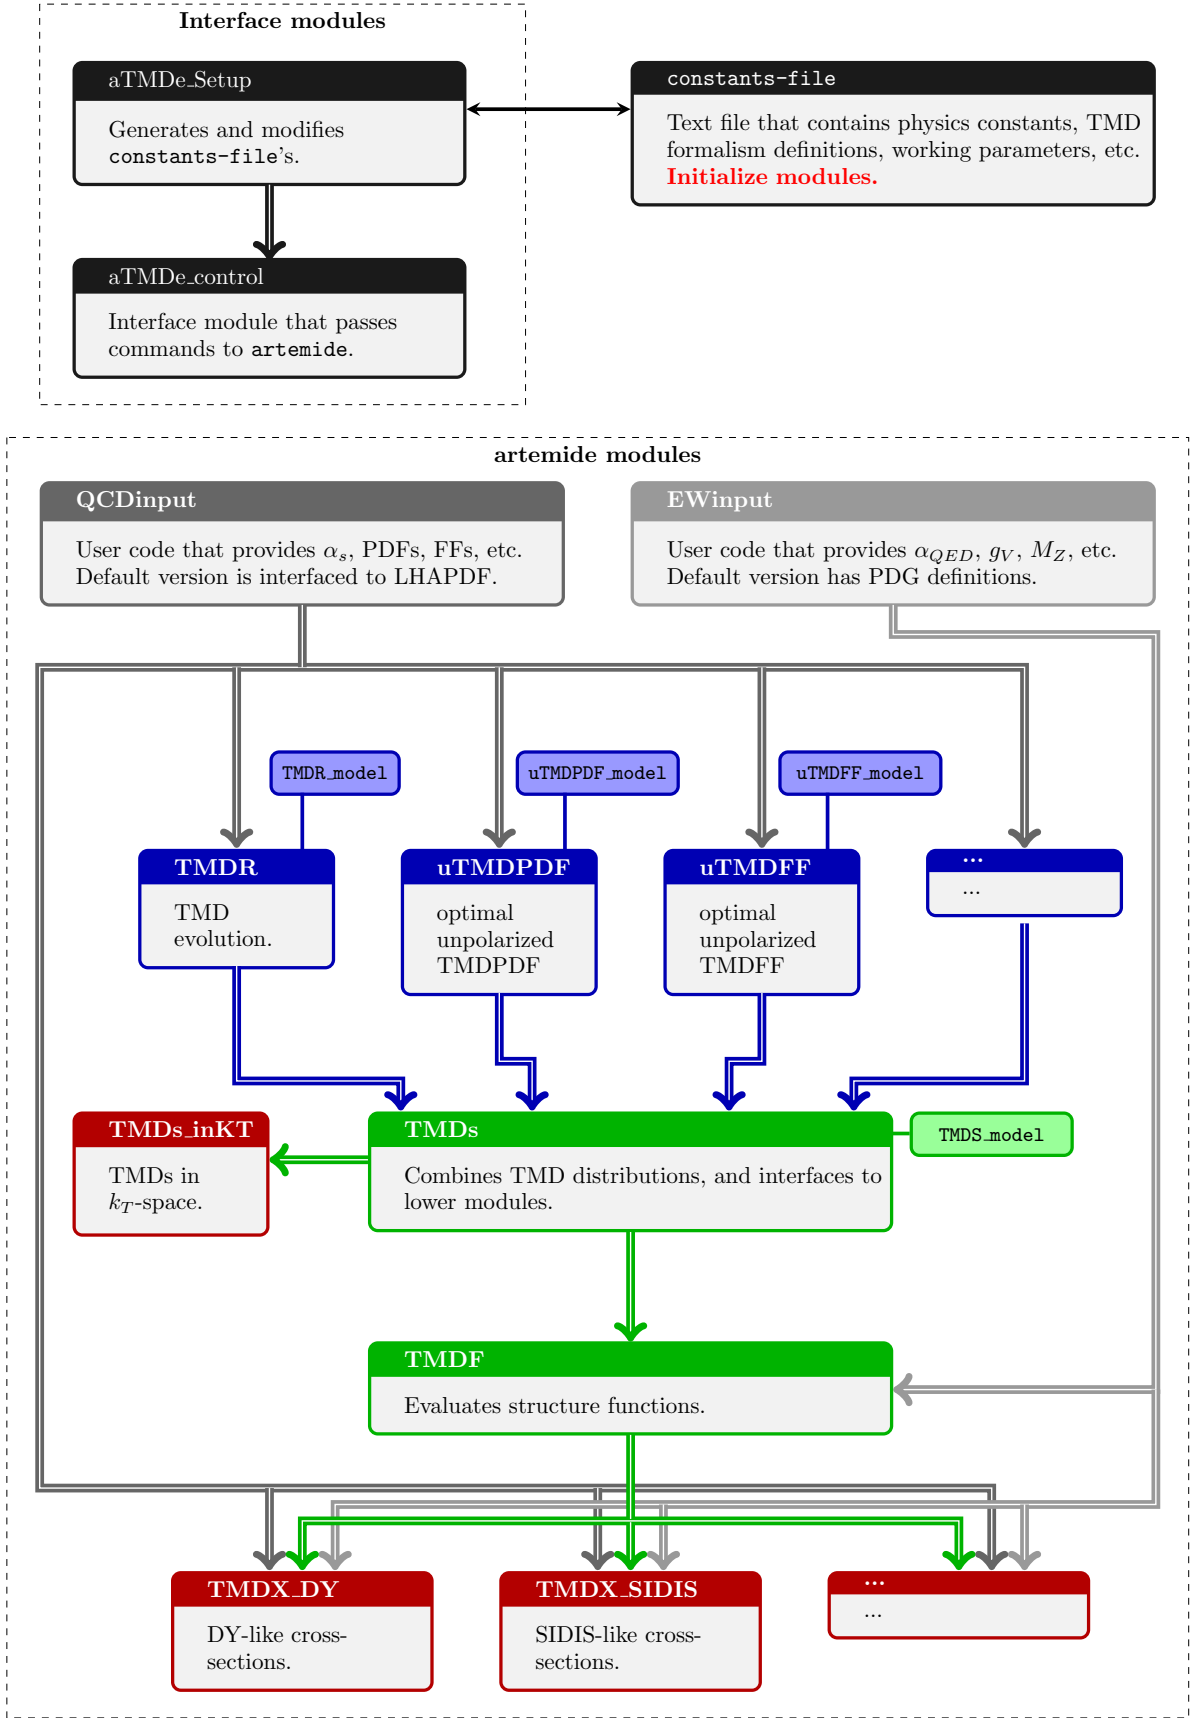 Interface modules
aTMDe_Setup
Generates and modifies
constants-file's.
constants-file
Text file that contains physics constants, TMD
formalism definitions, working parameters, etc.
Initialize modules.
aTMDe_control
Interface module that passes
commands to artemide.
artemide modules
QCDinput
User code that provides α_s, PDFs, FFs, etc.
Default version is interfaced to LHAPDF.
EWinput
User code that provides α_QED, g_V, M_Z, etc.
Default version has PDG definitions.
TMDR_model
uTMDPDF_model
uTMDFF_model
TMDR
TMD
evolution.
uTMDPDF
optimal
unpolarized
TMDPDF
uTMDFF
optimal
unpolarized
TMDFF
...
...
TMDs_inKT
TMDs in
k_T-space.
TMDs
Combines TMD distributions, and interfaces to
lower modules.
TMDS_model
TMDF
Evaluates structure functions.
TMDX_DY
DY-like cross-
sections.
TMDX_SIDIS
SIDIS-like cross-
sections.
...
...